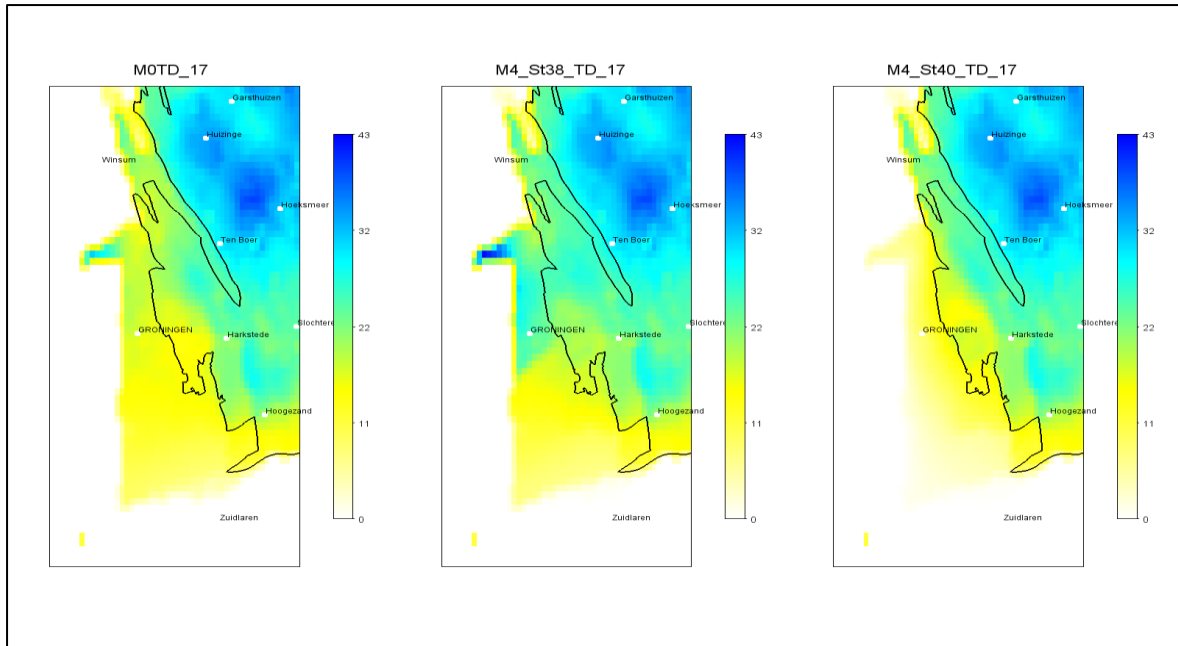 M0TD_17
Garsthuizen
Huizinge
Winsum
Hoeksmeer
Ten Boer
GRONINGEN
Harkstede
Slochtere
Hoogezand
Zuidlaren
43
32
22
11
0
M4_St38_TD_17
Garsthuizen
Huizinge
Winsum
Hoeksmeer
Ten Boer
GRONINGEN
Harkstede
Slochtere
Hoogezand
Zuidlaren
43
32
22
11
0
M4_St40_TD_17
Garsthuizen
Huizinge
Winsum
Hoeksmeer
Ten Boer
GRONINGEN
Harkstede
Slochtere
Hoogezand
Zuidlaren
43
32
22
11
0